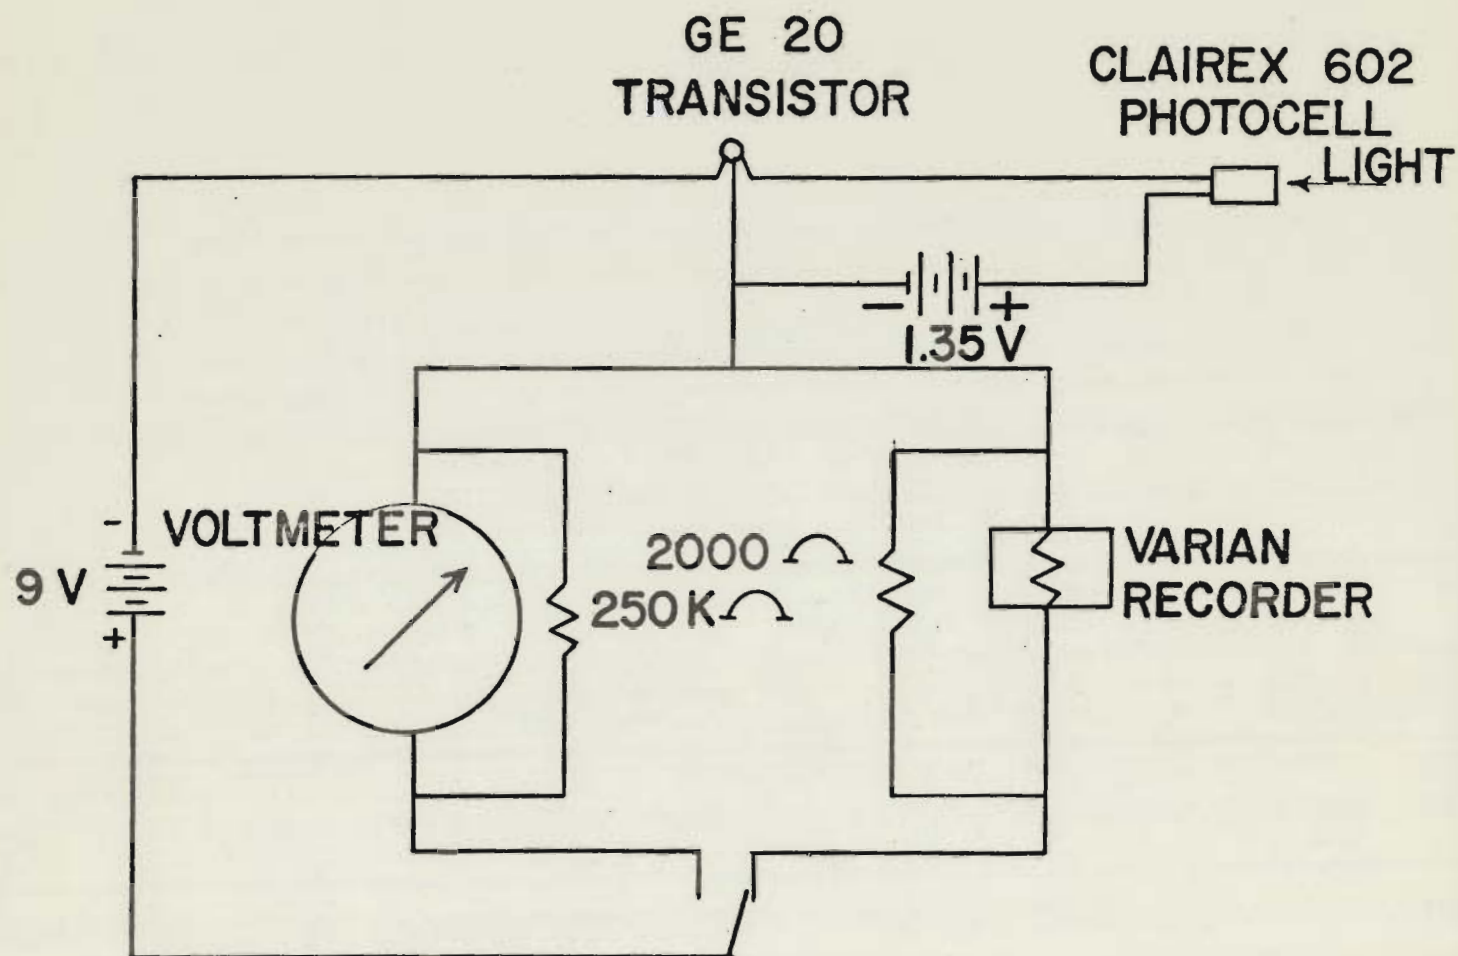 GE 20
TRANSISTOR
CLAIREX 602
PHOTOCELL
LIGHT
- +
1.35 V
-
VOLTMETER
9 V
+
2000 Ω
250 K Ω
VARIAN
RECORDER